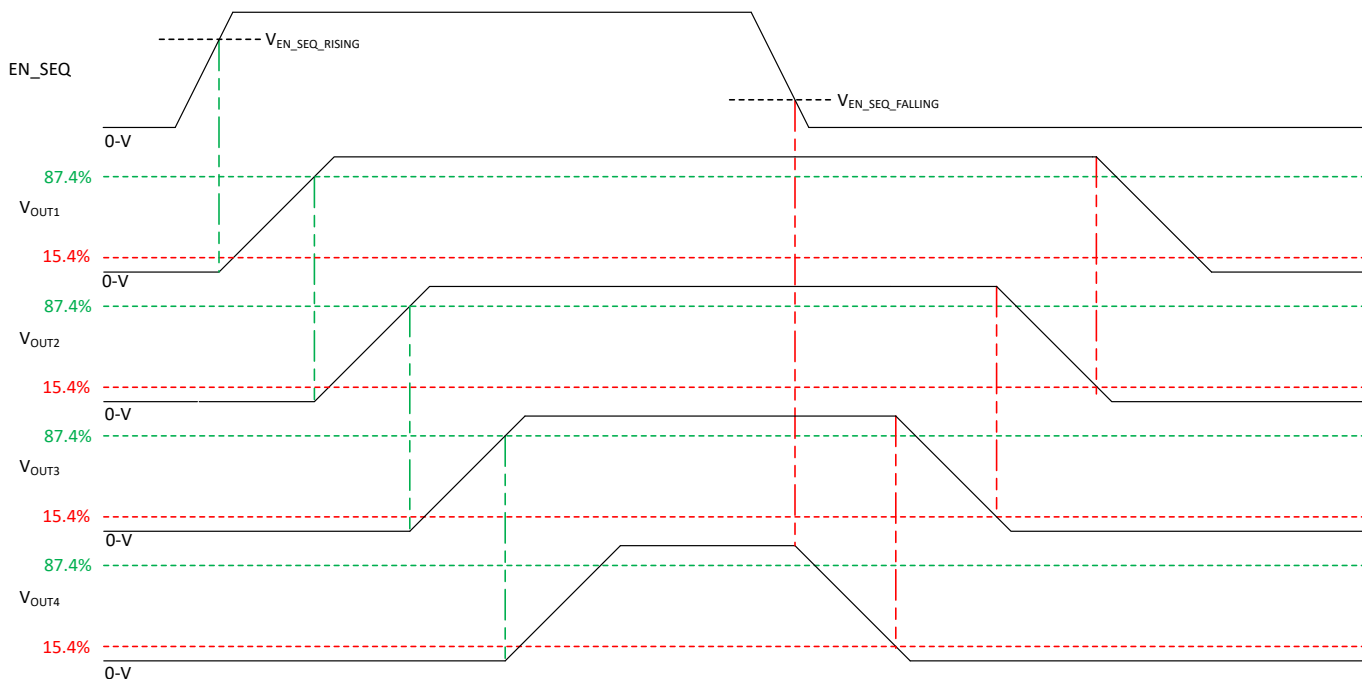 V_EN_SEQ_RISING
EN_SEQ
V_EN_SEQ_FALLING
0-V
87.4%
V_OUT1
15.4%
0-V
87.4%
V_OUT2
15.4%
0-V
87.4%
V_OUT3
15.4%
0-V
87.4%
V_OUT4
15.4%
0-V